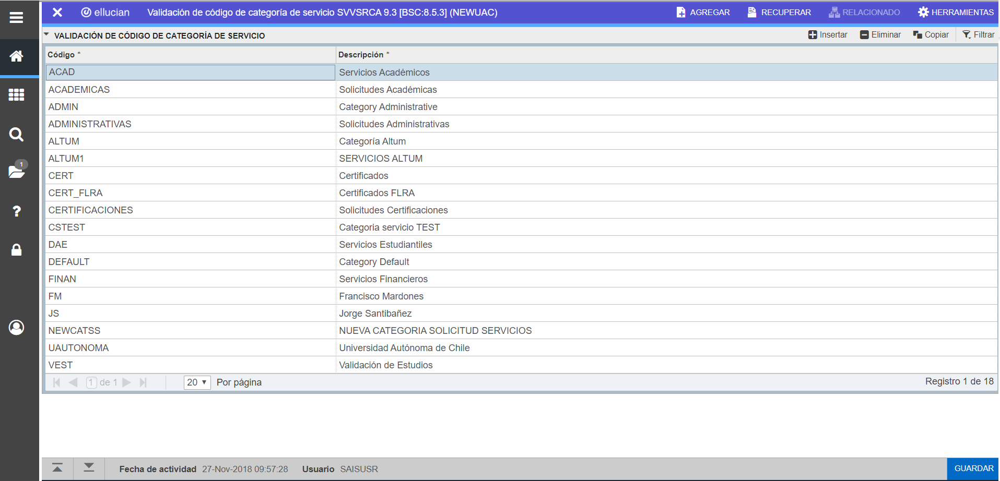 ellucian Validación de código de categoría de servicio SVVSRCA 9.3 [BSC:8.5.3] (NEWUAC) AGREGAR RECUPERAR RELACIONADO HERRAMIENTAS
VALIDACIÓN DE CÓDIGO DE CATEGORÍA DE SERVICIO Insertar Eliminar Copiar Filtrar
Código * Descripción *
ACAD Servicios Académicos
ACADEMICAS Solicitudes Académicas
ADMIN Category Administrative
ADMINISTRATIVAS Solicitudes Administrativas
ALTUM Categoría Altum
ALTUM1 SERVICIOS ALTUM
1
CERT Certificados
CERT_FLRA Certificados FLRA
CERTIFICACIONES Solicitudes Certificaciones
CSTEST Categoria servicio TEST
DAE Servicios Estudiantiles
DEFAULT Category Default
FINAN Servicios Financieros
FM Francisco Mardones
JS Jorge Santibañez
NEWCATSS NUEVA CATEGORIA SOLICITUD SERVICIOS
UAUTONOMA Universidad Autónoma de Chile
VEST Validación de Estudios
1 de 1 20 Por página Registro 1 de 18
Fecha de actividad 27-Nov-2018 09:57:28 Usuario SAISUSR GUARDAR